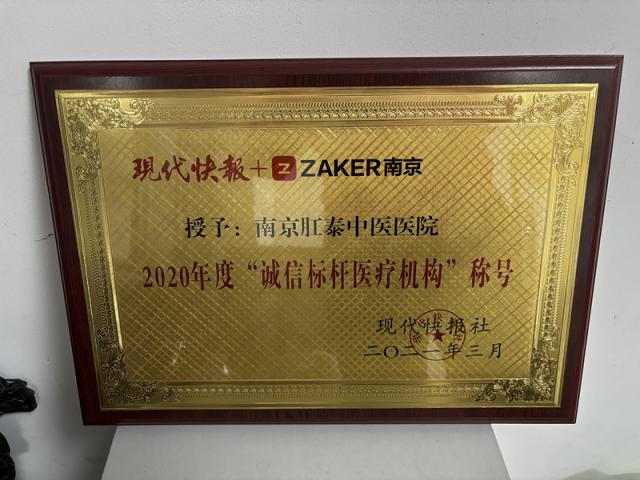 现代快報+Z ZAKER南京
授予：南京肛泰中医医院
2020年度“诚信标杆医疗机构”称号
现代快报社
二〇二一年三月